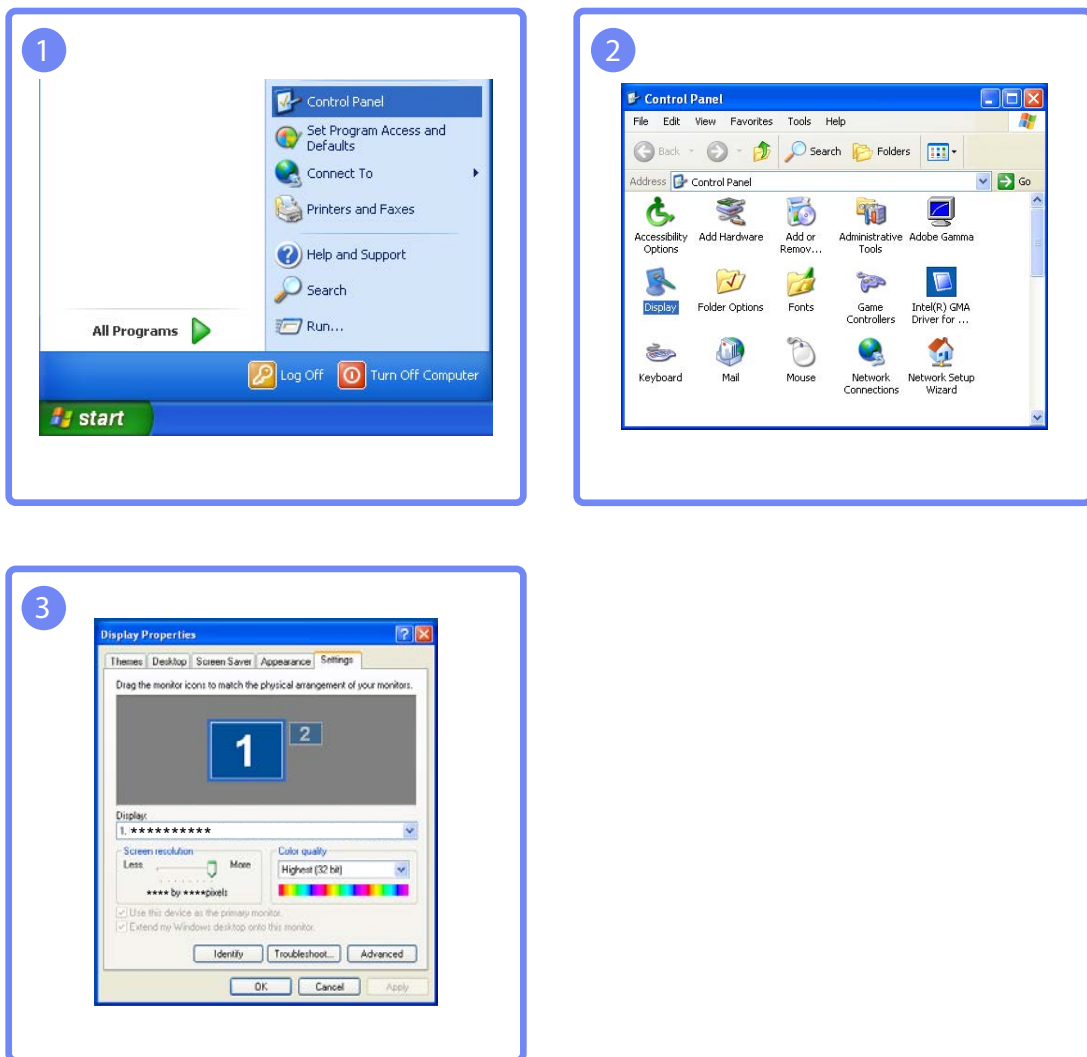 1
Control Panel
Set Program Access and
Defaults
Connect To
Printers and Faxes
Help and Support
Search
All Programs
Run...
Log Off
Turn Off Computer
start
2
Control Panel
File Edit View Favorites Tools Help
Back Search Folders
Address Control Panel Go
Accessibility Options
Add Hardware
Add or Remov...
Administrative Tools
Adobe Gamma
Display
Folder Options
Fonts
Game Controllers
Intel(R) GMA Driver for ...
Keyboard
Mail
Mouse
Network Connections
Network Setup Wizard
3
Display Properties
Themes Desktop Screen Saver Appearance Settings
Drag the monitor icons to match the physical arrangement of your monitors.
1 2
Display:
1. **********
Screen resolution
Less More
**** by ****pixels
Color quality
Highest (32 bit)
Use this device as the primary monitor.
Extend my Windows desktop onto this monitor.
Identify Troubleshoot... Advanced
OK Cancel Apply